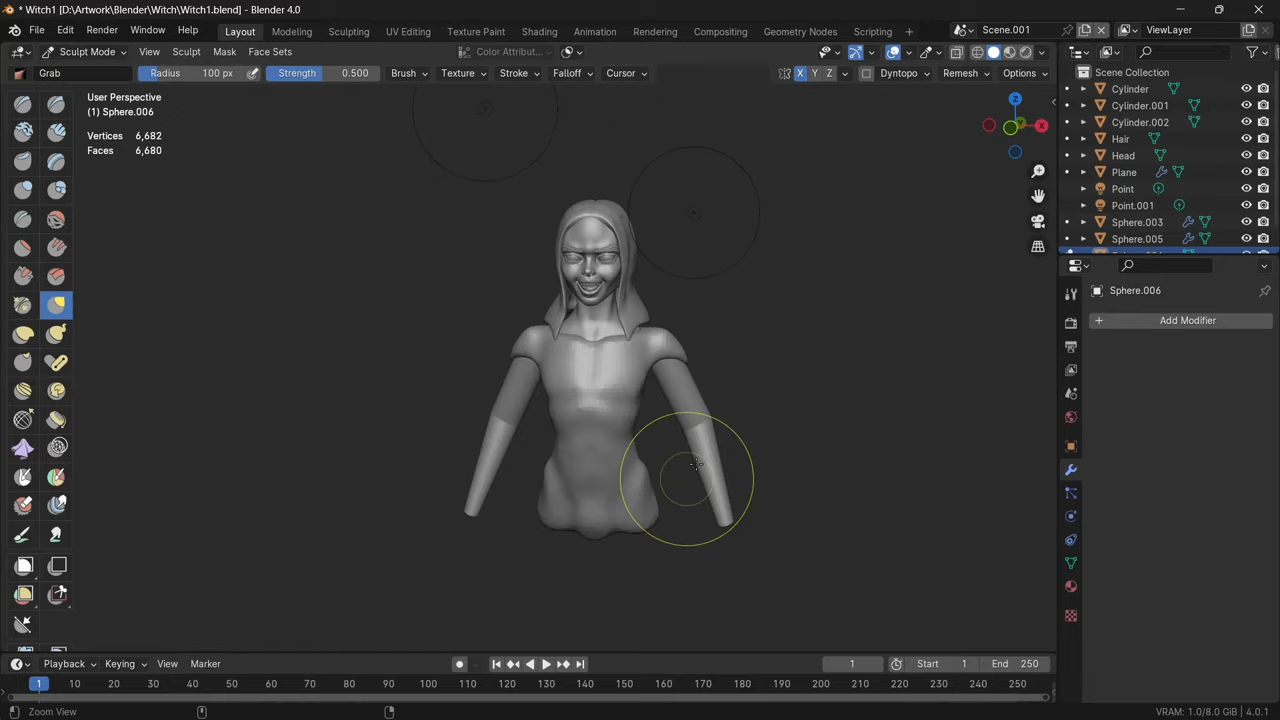 * Witch1 [D:\Artwork\Blender\Witch\Witch1.blend] - Blender 4.0
File Edit Render Window Help Layout Modeling Sculpting UV Editing Texture Paint Shading Animation Rendering Compositing Geometry Nodes Scripting + Scene.001 ViewLayer
Sculpt Mode View Sculpt Mask Face Sets Color Attribut...
Grab Radius 100 px Strength 0.500 Brush Texture Stroke Falloff Cursor X Y Z Dyntopo Remesh Options
User Perspective
(1) Sphere.006
Vertices 6,682
Faces 6,680
Z
X
Y
Scene Collection
Cylinder
Cylinder.001
Cylinder.002
Hair
Head
Plane
Point
Point.001
Sphere.003
Sphere.005
Sphere.006
+ Add Modifier
Playback Keying View Marker 1 Start 1 End 250
1 10 20 30 40 50 60 70 80 90 100 110 120 130 140 150 160 170 180 190 200 210 220 230 240 250
Zoom View VRAM: 1.0/8.0 GiB | 4.0.1